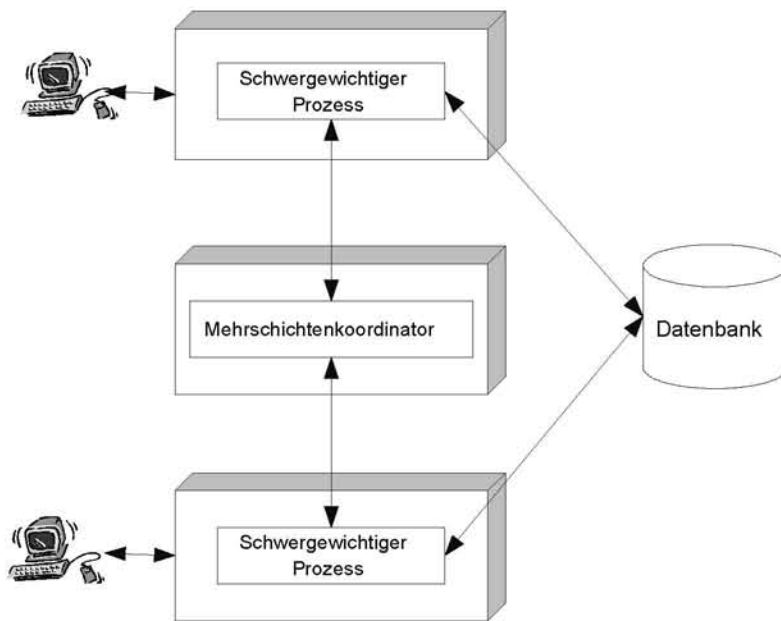 Schwergewichtiger
Prozess
Mehrschichtenkoordinator
Datenbank
Schwergewichtiger
Prozess